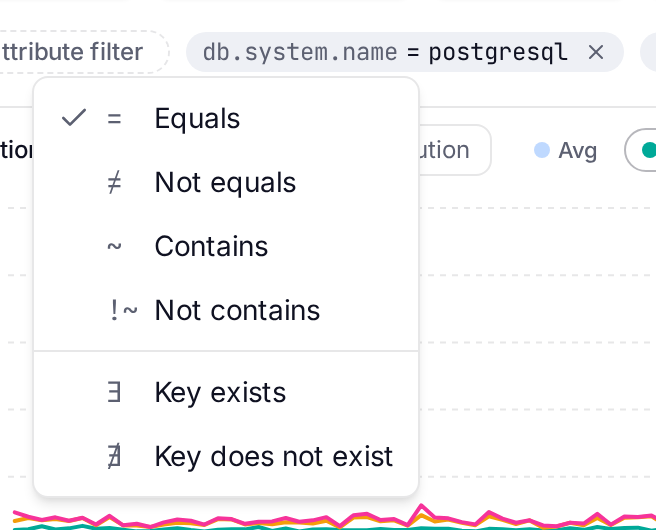 ttribute filter
db.system.name = postgresql ×
✓ = Equals
tion
ution
Avg
≠ Not equals
~ Contains
!~ Not contains
∃ Key exists
∄ Key does not exist